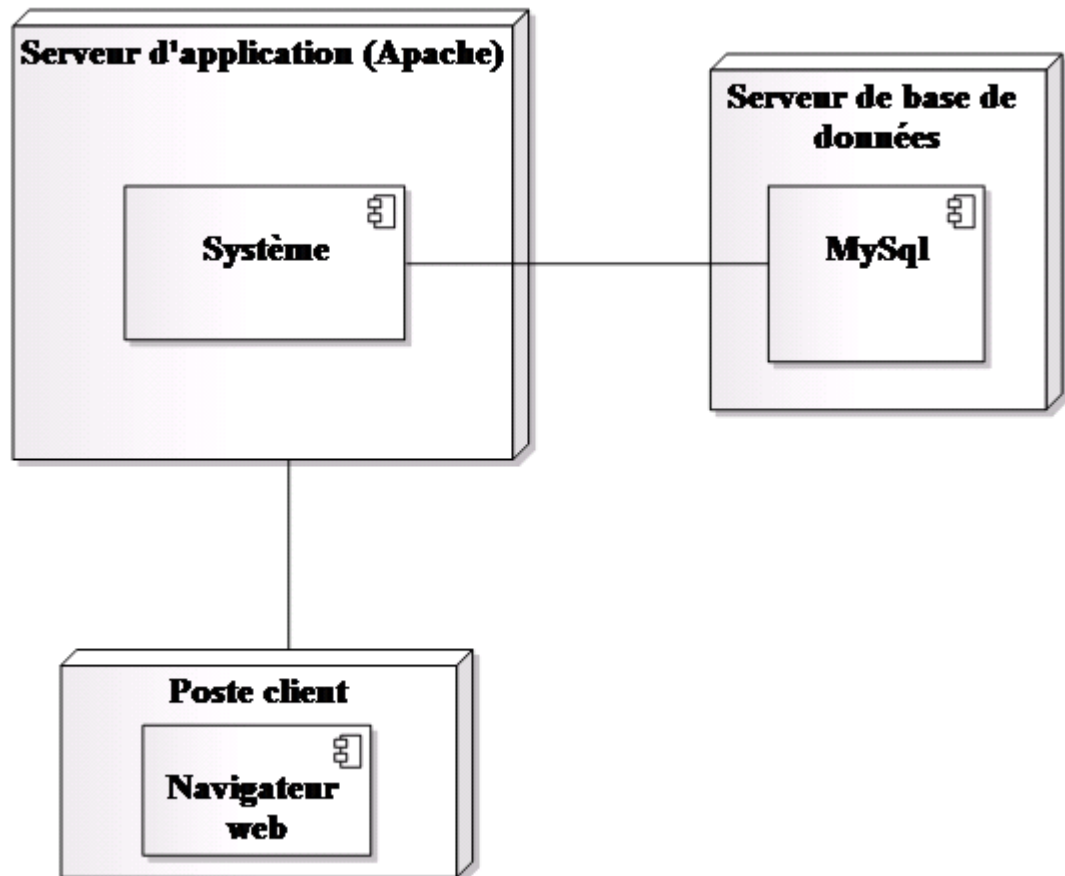 Serveur d'application (Apache)
Système
Serveur de base de
données
MySql
Poste client
Navigateur
web